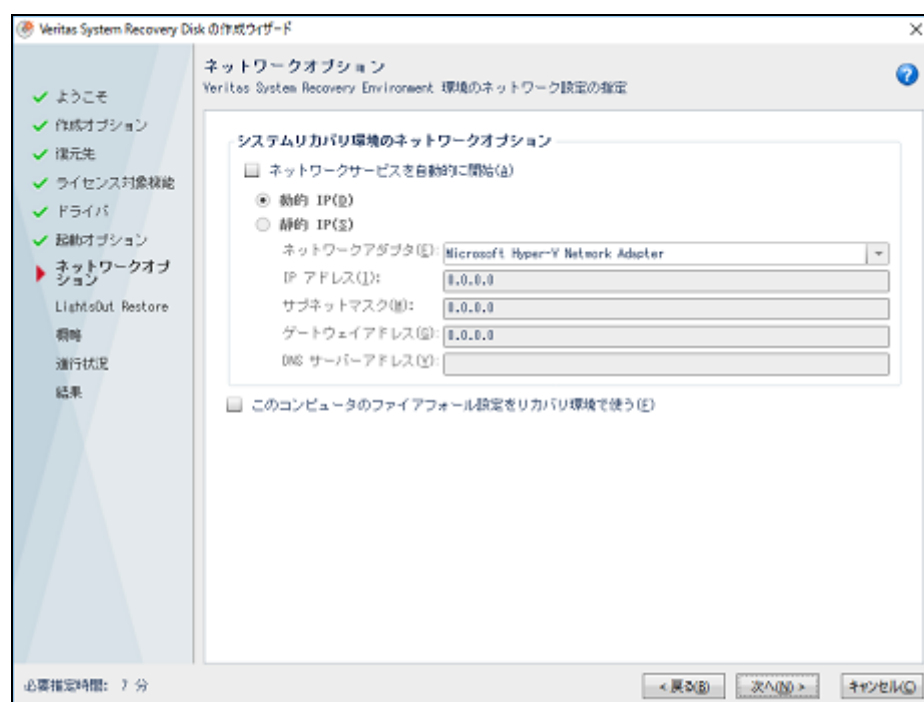 Veritas System Recovery Disk の作成ウィザード
ネットワークオプション
Veritas System Recovery Environment 環境のネットワーク設定の指定
ようこそ
作成オプション
復元先
ライセンス対象機能
ドライバ
起動オプション
ネットワークオプ
ション
LightsOut Restore
概略
進行状況
結果
システムリカバリ環境のネットワークオプション
ネットワークサービスを自動的に開始(A)
動的 IP(D)
静的 IP(S)
ネットワークアダプタ(E): Microsoft Hyper-V Network Adapter
IP アドレス(I): 0.0.0.0
サブネットマスク(M): 0.0.0.0
ゲートウェイアドレス(G): 0.0.0.0
DNS サーバーアドレス(Y):
このコンピュータのファイアフォール設定をリカバリ環境で使う(F)
必要推定時間: 7 分
< 戻る(B)
次へ(N) >
キャンセル(C)